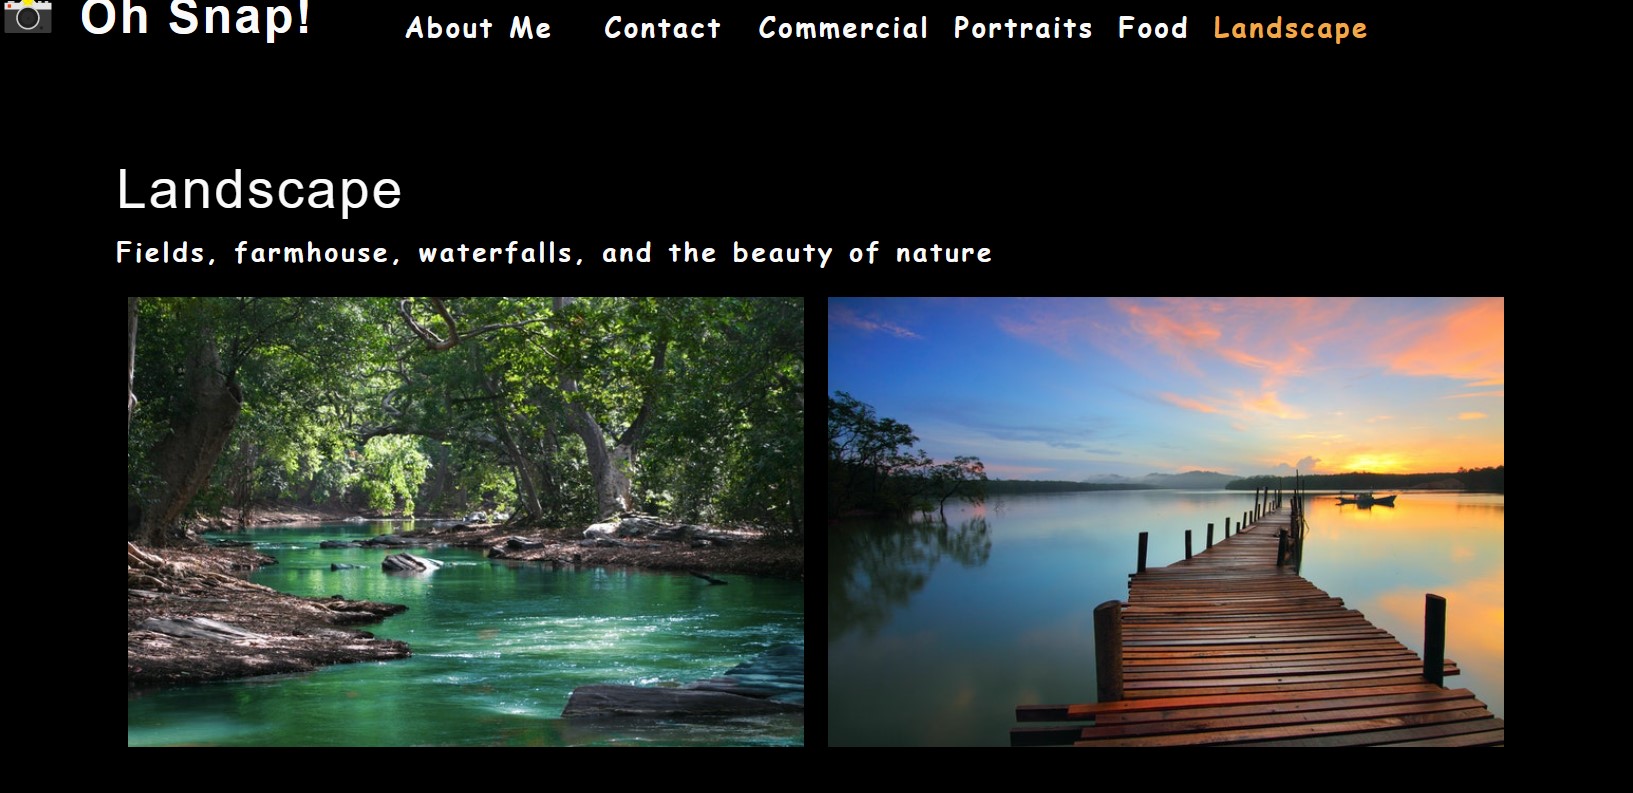 Oh Snap! About Me Contact Commercial Portraits Food Landscape
Landscape
Fields, farmhouse, waterfalls, and the beauty of nature